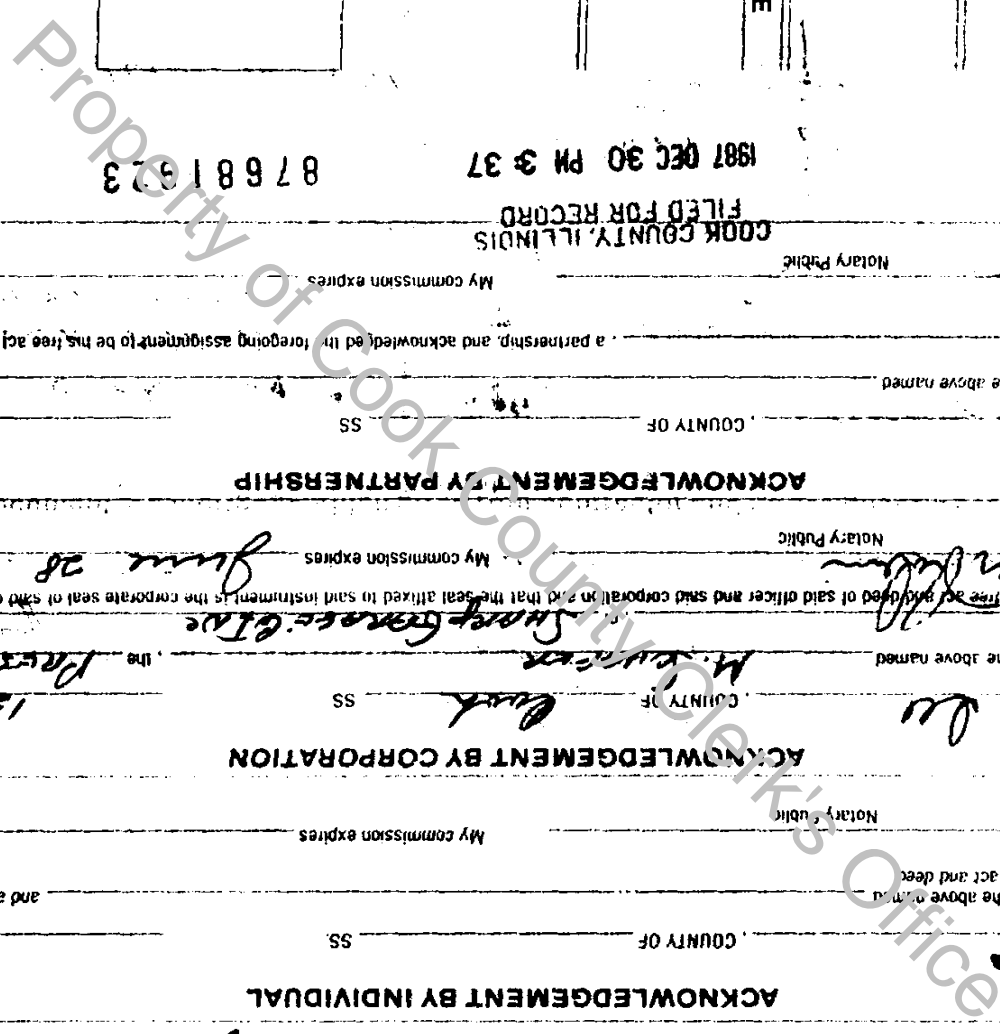 ACKNOWLEDGEMENT BY INDIVIDUAL
, COUNTY OF SS.
he above named and a
act and deed
My commission expires
Notary Public
ACKNOWLEDGEMENT BY CORPORATION
COUNTY OF Cook SS
e above named M. the
free act and deed of said officer and said corporation and that the seal affixed to said instrument is the corporate seal of said
My commission expires June 28
Notary Public
ACKNOWLEDGEMENT BY PARTNERSHIP
, COUNTY OF SS
e above named
, a partnership, and acknowledged the foregoing assignment to be his free act
My commission expires
Notary Public
COOK COUNTY, ILLINOIS
FILED FOR RECORD
1987 DEC 30 PM 3:37
Property of Cook County Clerk's Office